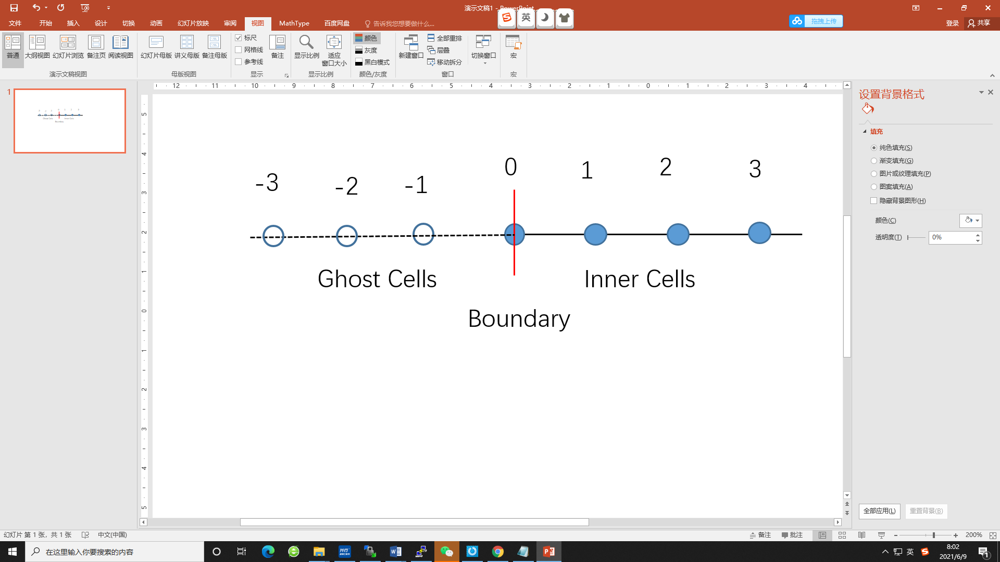 演示文稿1 - PowerPoint
文件 开始 插入 设计 切换 动画 幻灯片放映 审阅 视图 MathType 百度网盘 告诉我您想要做什么...
英
拖拽上传
登录 共享
普通 大纲视图 幻灯片浏览 备注页 阅读视图
演示文稿视图
幻灯片母版 讲义母版 备注母版
母版视图
标尺
网格线
参考线
备注
显示
显示比例
适应
窗口大小
显示比例
颜色
灰度
黑白模式
颜色/灰度
新建窗口
全部重排
层叠
移动拆分
切换窗口
窗口
宏
宏
1
12 11 10 9 8 7 6 5 4 3 2 1 0 1 2 3 4
5
4
3
2
1
0
1
2
3
4
5
-3 -2 -1 0 1 2 3
Ghost Cells
Inner Cells
Boundary
设置背景格式
填充
纯色填充(S)
渐变填充(G)
图片或纹理填充(P)
图案填充(A)
隐藏背景图形(H)
颜色(C)
透明度(T) 0%
全部应用(L) 重置背景(B)
幻灯片 第 1 张，共 1 张 中文(中国)
备注 批注 200%
在这里输入你要搜索的内容
英
8:02
2021/6/9
1